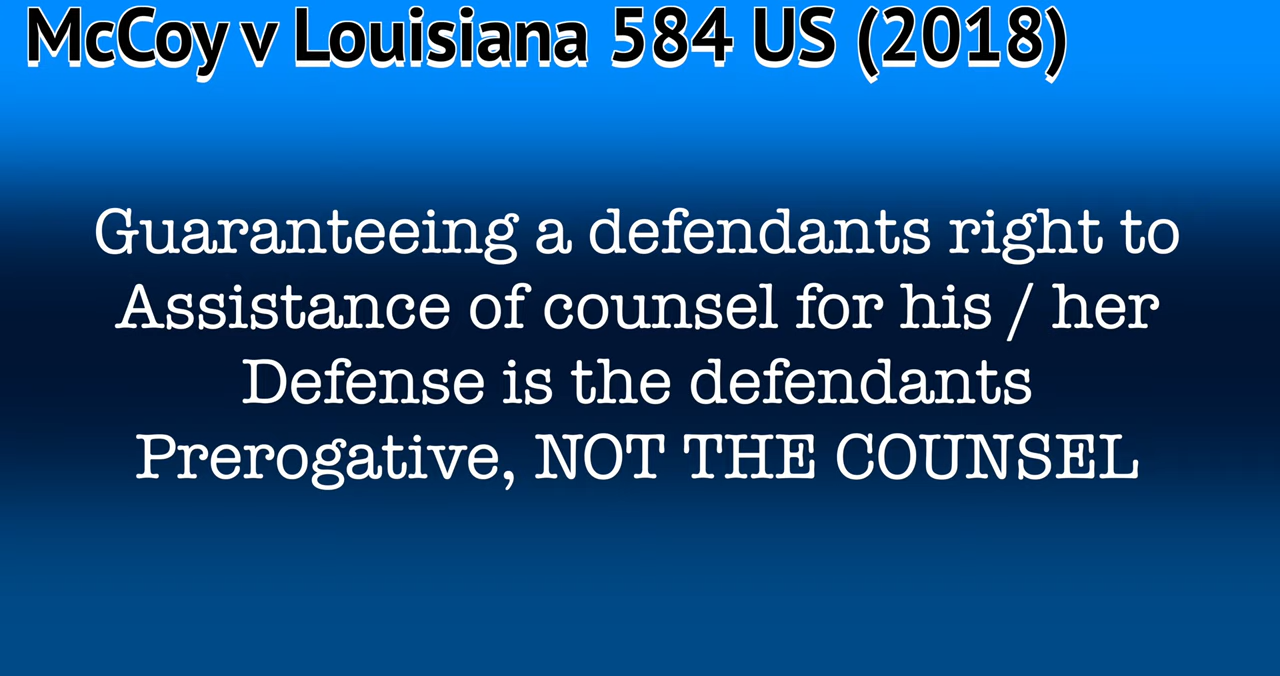 McCoy v Louisiana 584 US (2018)
Guaranteeing a defendants right to
Assistance of counsel for his / her
Defense is the defendants
Prerogative, NOT THE COUNSEL